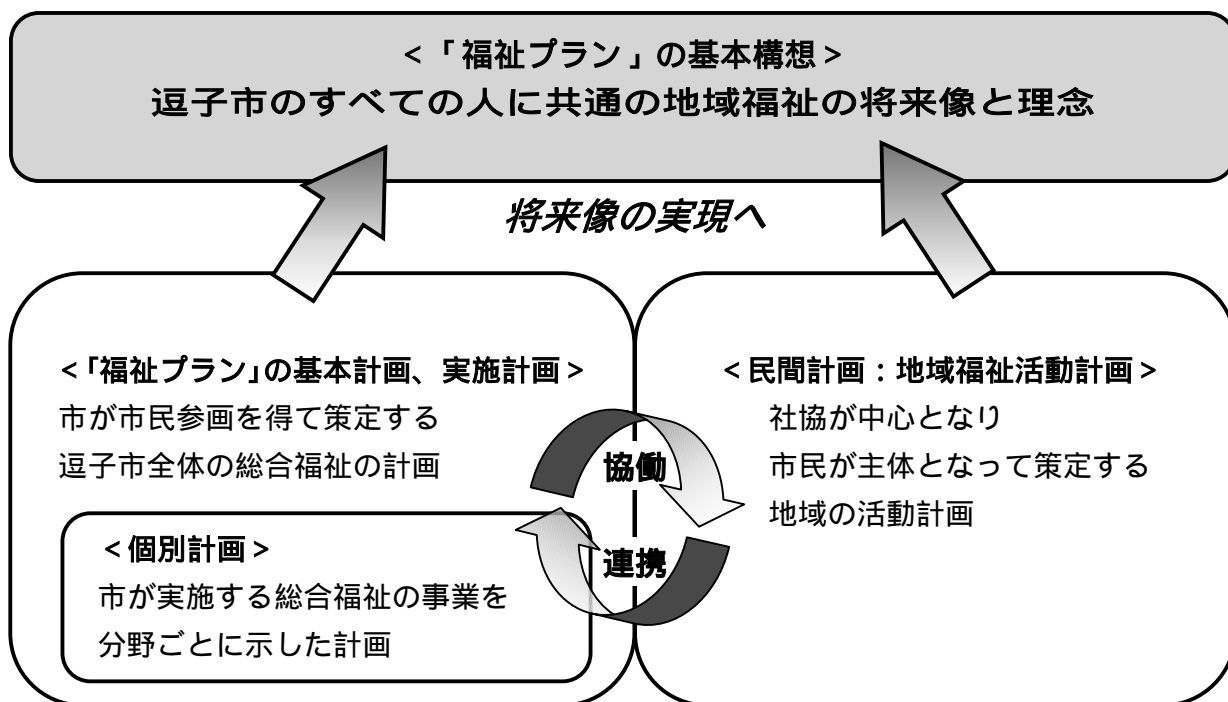 ＜「福祉プラン」の基本構想＞
逗子市のすべての人に共通の地域福祉の将来像と理念
将来像の実現へ
＜「福祉プラン」の基本計画、実施計画＞
市が市民参画を得て策定する
逗子市全体の総合福祉の計画
＜個別計画＞
市が実施する総合福祉の事業を
分野ごとに示した計画
協働
連携
＜民間計画：地域福祉活動計画＞
社協が中心となり
市民が主体となって策定する
地域の活動計画